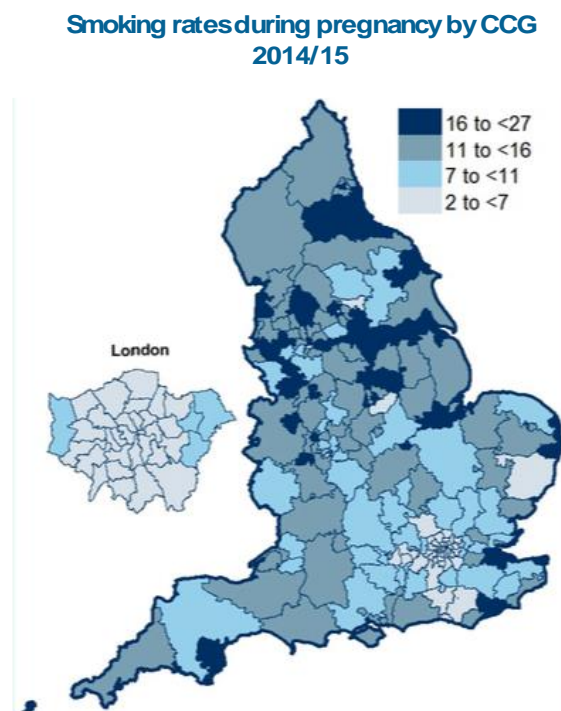 Smoking rates during pregnancy by CCG
2014/15
16 to <27
11 to <16
7 to <11
2 to <7
London